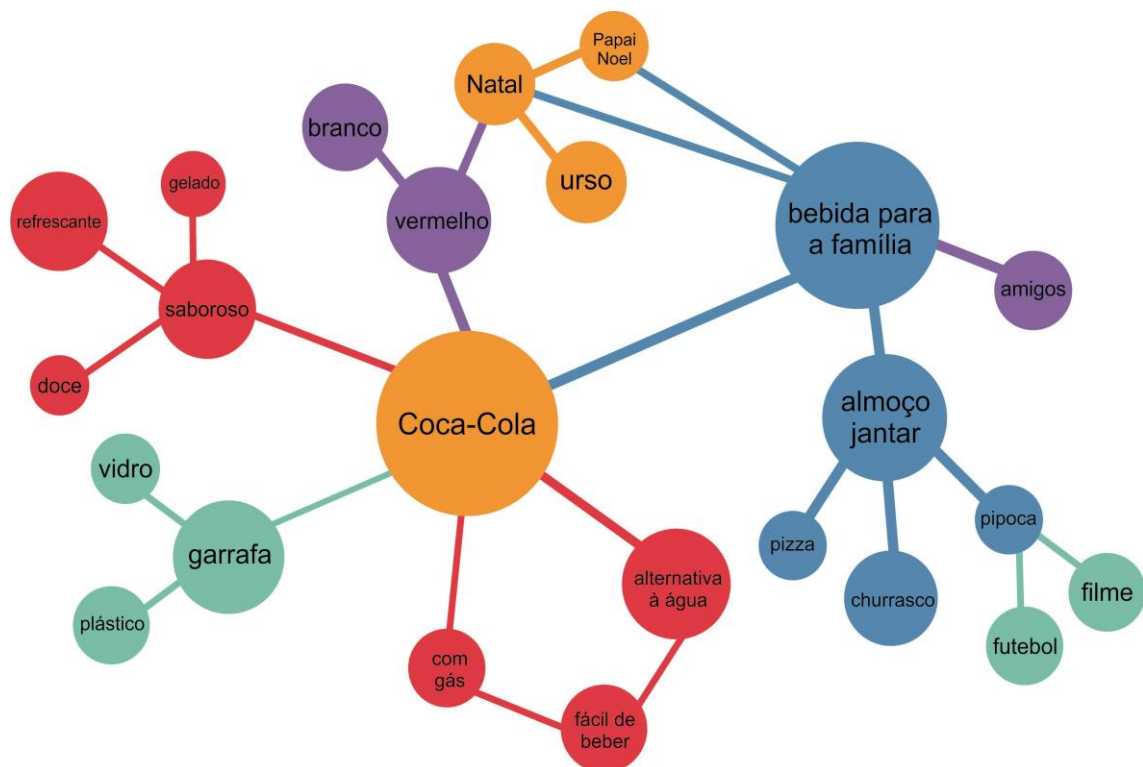 Papai
Noel
Natal
branco
urso
gelado
refrescante
vermelho
bebida para
a família
amigos
saboroso
doce
Coca-Cola
almoço
jantar
vidro
garrafa
plástico
pizza
churrasco
pipoca
filme
futebol
alternativa
à água
com
gás
fácil de
beber